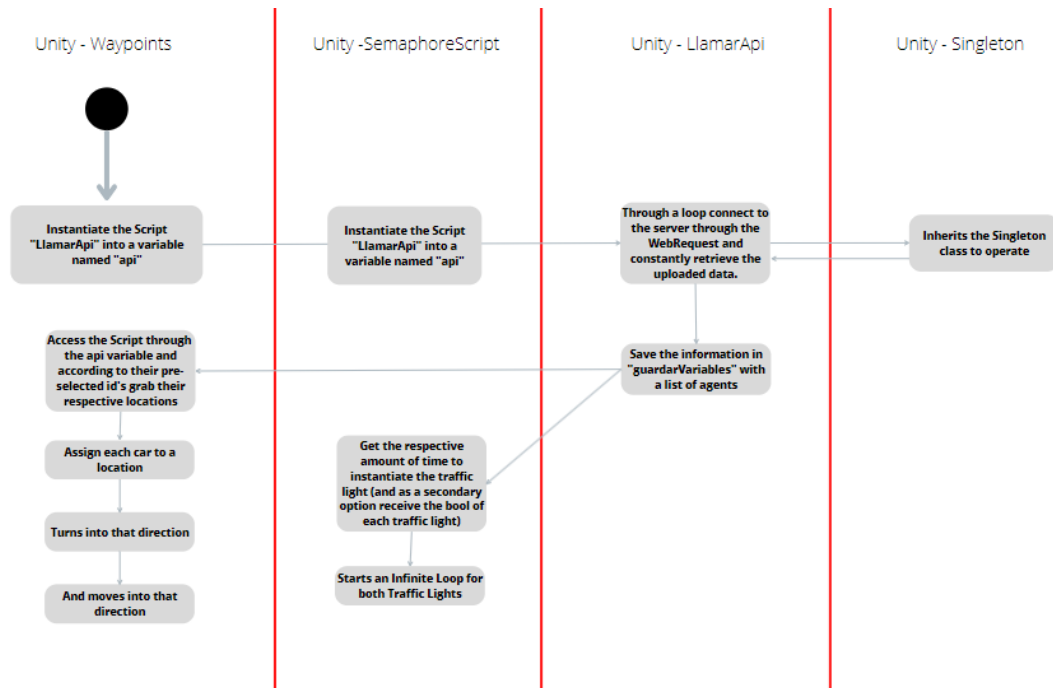 Unity - Waypoints
Unity -SemaphoreScript
Unity - LlamarApi
Unity - Singleton
Instantiate the Script
"LlamarApi" into a variable
named "api"
Instantiate the Script
"LlamarApi" into a
variable named "api"
Through a loop connect to
the server through the
WebRequest and
constantly retrieve the
uploaded data.
Inherits the Singleton
class to operate
Access the Script through
the api variable and
according to their pre-
selected id's grab their
respective locations
Save the information in
"guardarVariables" with
a list of agents
Assign each car to a
location
Get the respective
amount of time to
instantiate the traffic
light (and as a secondary
option receive the bool of
each traffic light)
Turns into that direction
Starts an Infinite Loop for
both Traffic Lights
And moves into that
direction